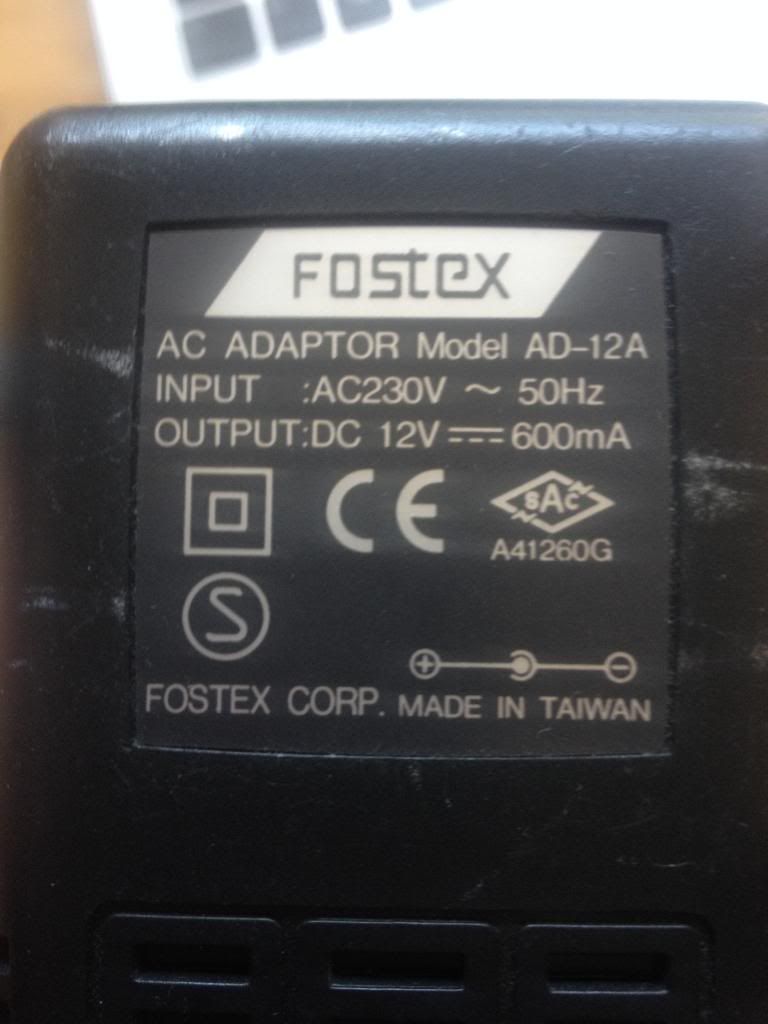 FOSTEX
AC ADAPTOR Model AD-12A
INPUT :AC230V ～ 50Hz
OUTPUT:DC 12V ⎓ 600mA
CE SAC
A41260G
S
FOSTEX CORP. MADE IN TAIWAN